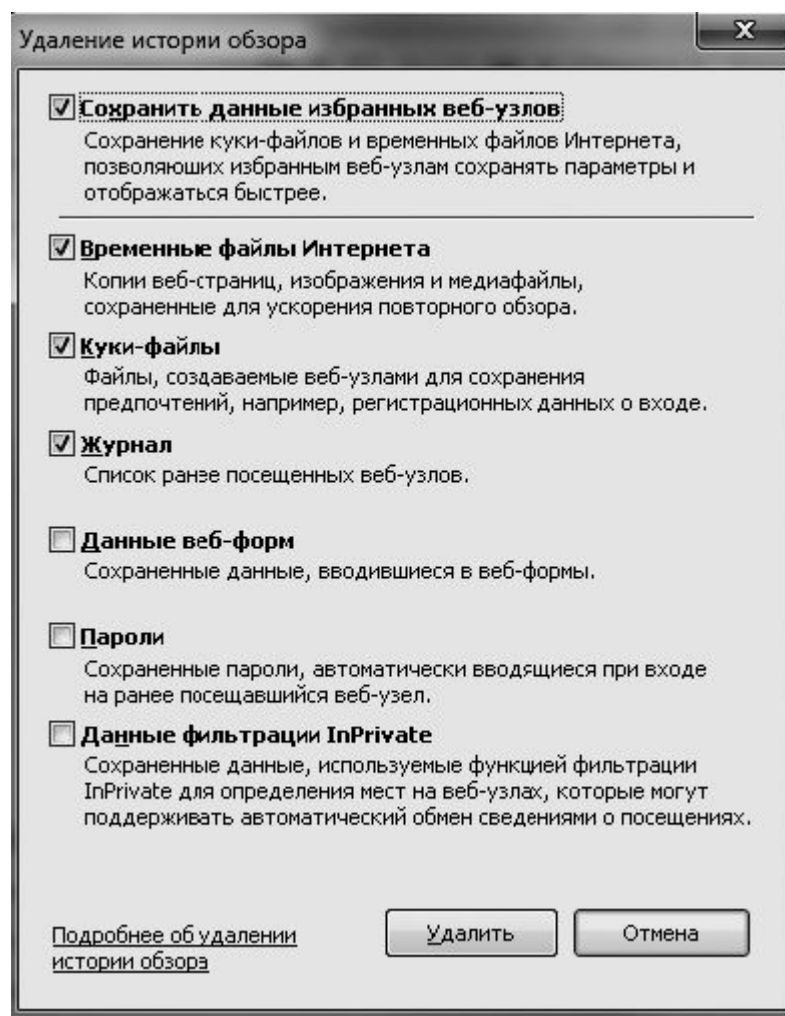 Удаление истории обзора
x
Сохранить данные избранных веб-узлов
Сохранение куки-файлов и временных файлов Интернета,
позволяюших избранным веб-узлам сохранять параметры и
отображаться быстрее.
Временные файлы Интернета
Копии веб-страниц, изображения и медиафайлы,
сохраненные для ускорения повторного обзора.
Куки-файлы
Файлы, создаваемые веб-узлами для сохранения
предпочтений, например, регистрационных данных о входе.
Журнал
Список ранее посещенных веб-узлов.
Данные веб-форм
Сохраненные данные, вводившиеся в веб-формы.
Пароли
Сохраненные пароли, автоматически вводящиеся при входе
на ранее посещавшийся веб-узел.
Данные фильтрации InPrivate
Сохраненные данные, используемые функцией фильтрации
InPrivate для определения мест на веб-узлах, которые могут
поддерживать автоматический обмен сведениями о посещениях.
Подробнее об удалении
истории обзора
Удалить
Отмена